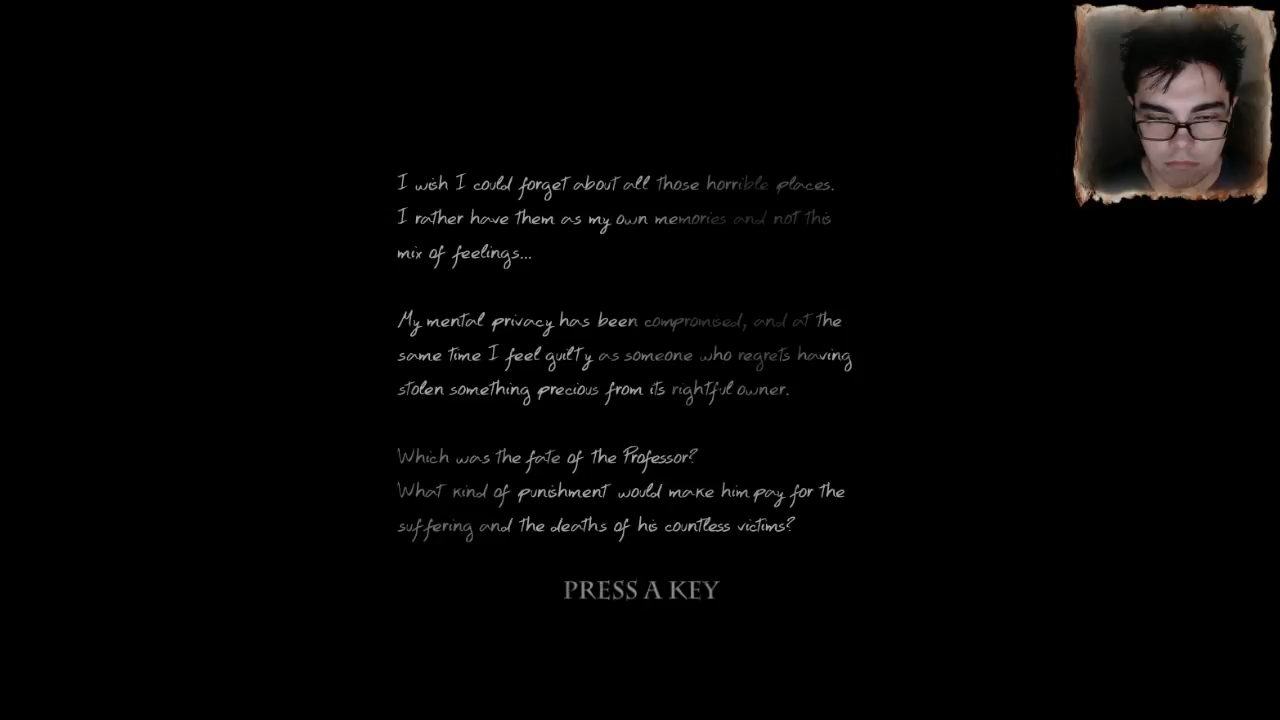 I wish I could forget about all those horrible places.
I rather have them as my own memories and not this
mix of feelings...
My mental privacy has been compromised, and at the
same time I feel guilty as someone who regrets having
stolen something precious from its rightful owner.
Which was the fate of the Professor?
What kind of punishment would make him pay for the
suffering and the deaths of his countless victims?
PRESS A KEY